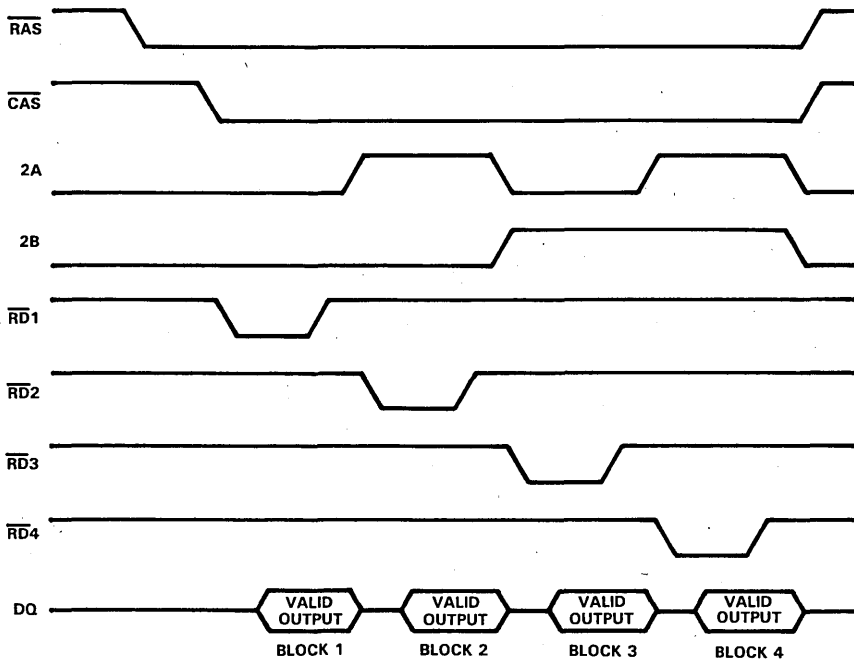 RAS
CAS
2A
2B
RD1
RD2
RD3
RD4
DQ
VALID OUTPUT
VALID OUTPUT
VALID OUTPUT
VALID OUTPUT
BLOCK 1
BLOCK 2
BLOCK 3
BLOCK 4